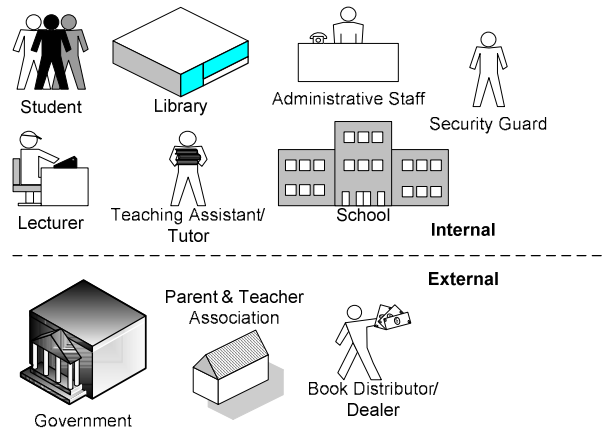 Student
Library
Administrative Staff
Security Guard
Lecturer
Teaching Assistant/
Tutor
School
Internal
External
Government
Parent & Teacher
Association
Book Distributor/
Dealer